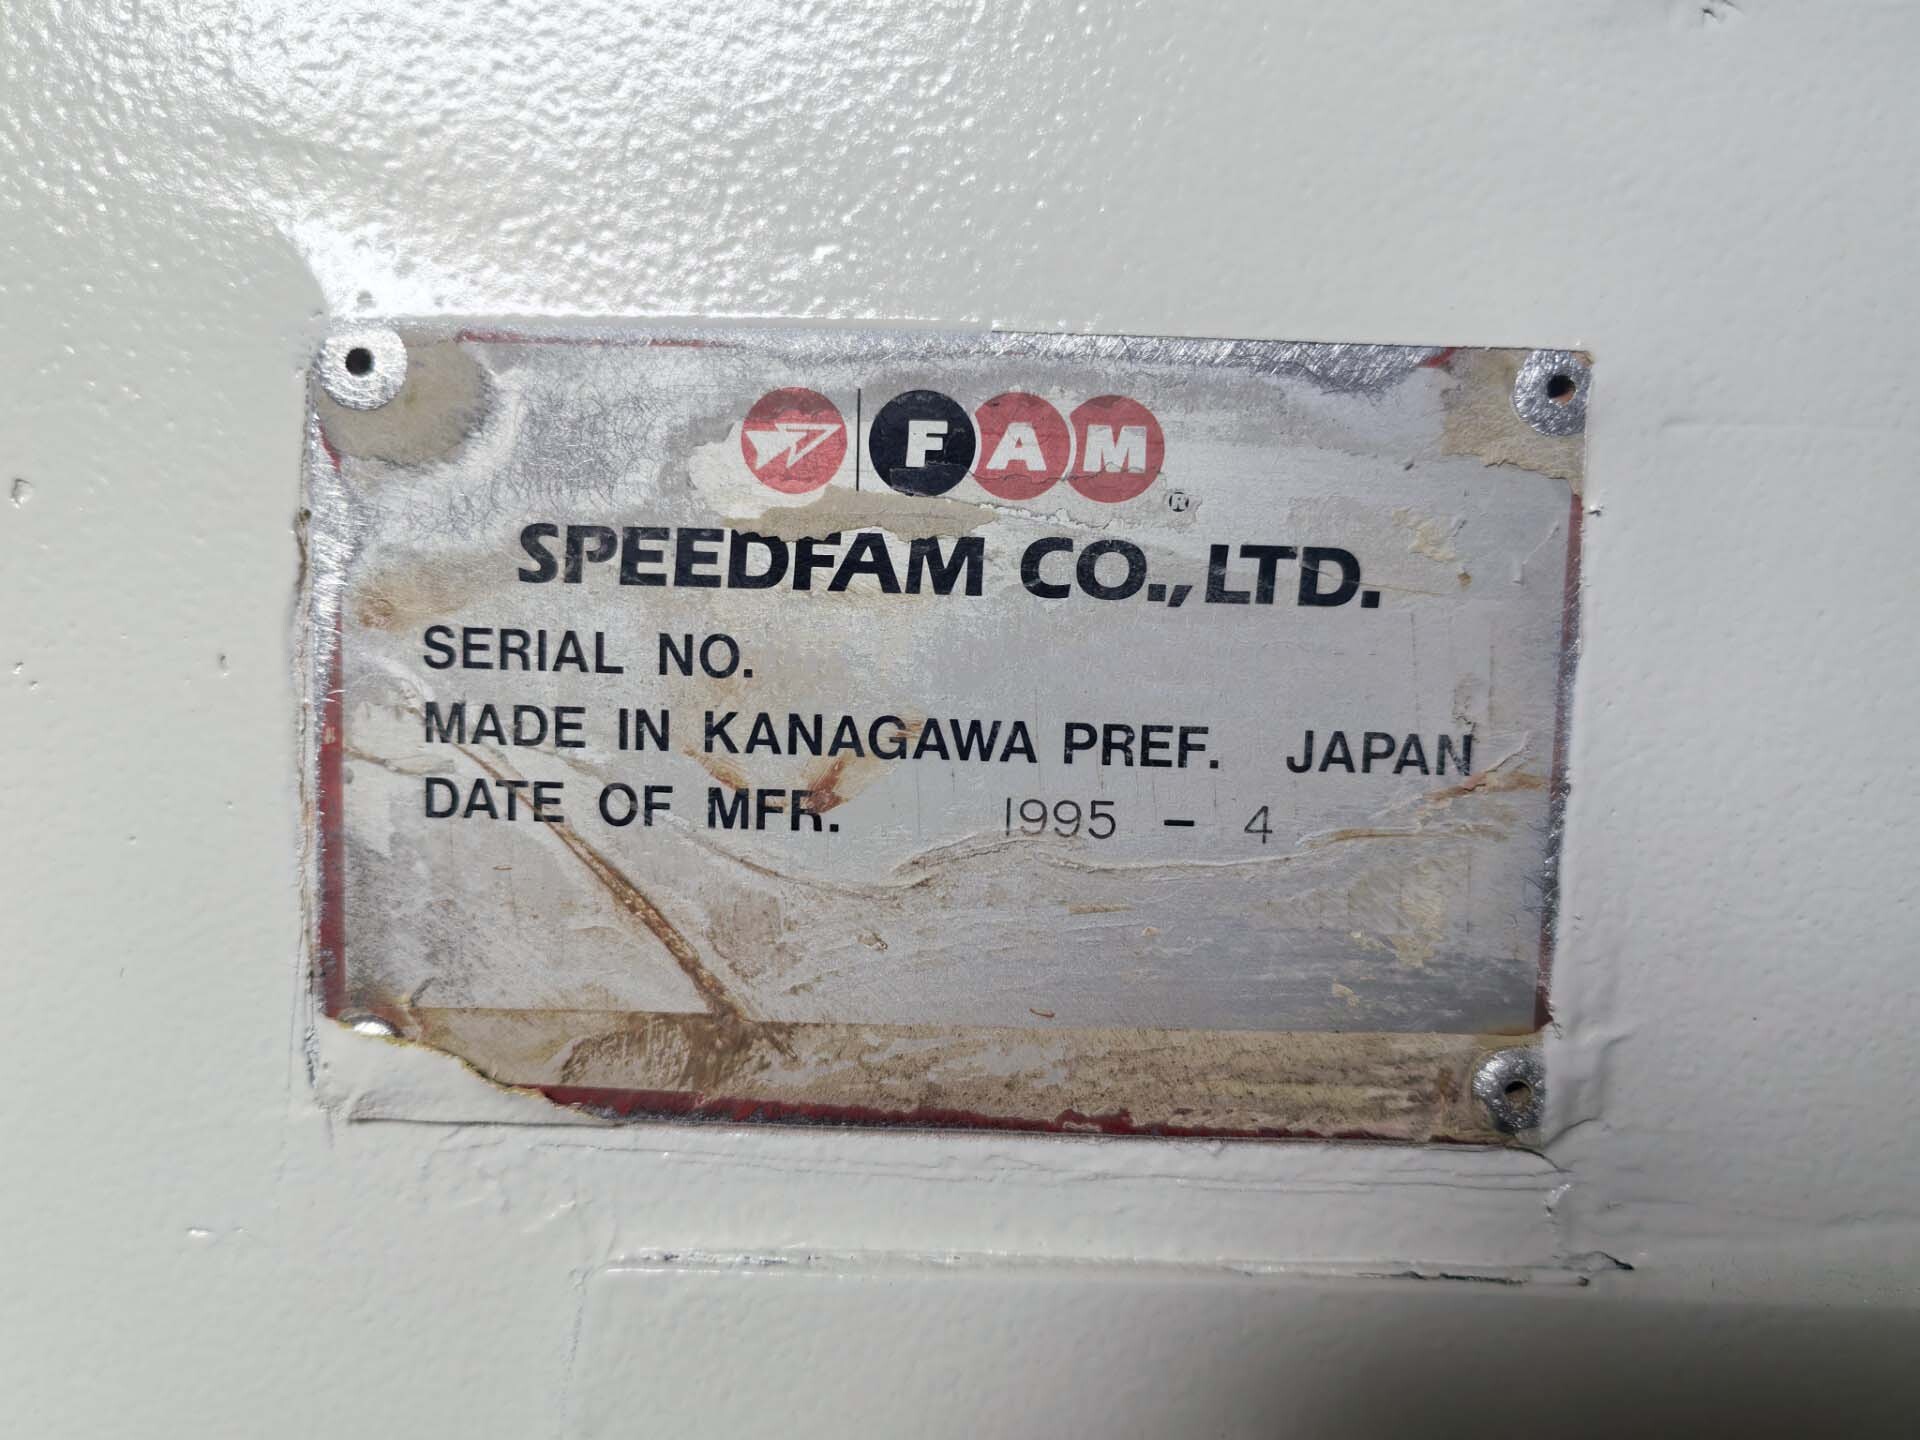 FAM®
SPEEDFAM CO., LTD.
SERIAL NO.
MADE IN KANAGAWA PREF. JAPAN
DATE OF MFR. 1995 - 4